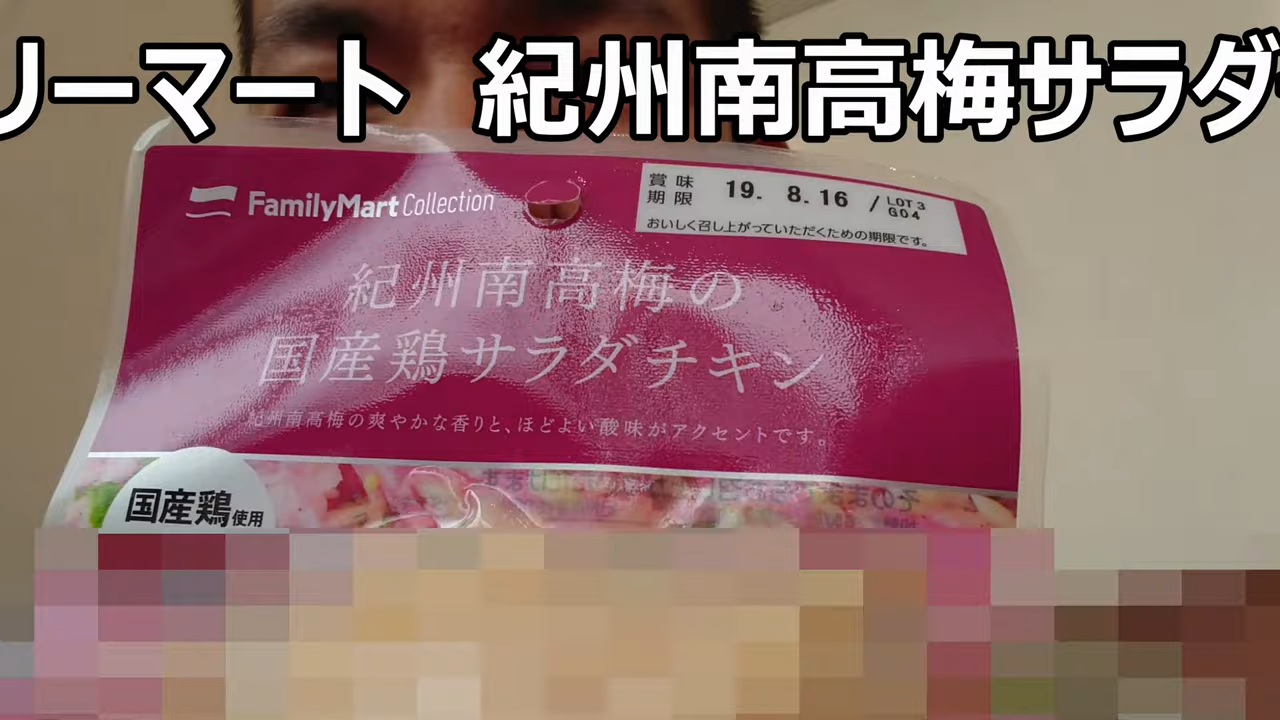 リーマート 紀州南高梅サラダ
FamilyMart Collection
賞味期限 19. 8. 16 / LOT 3 G04
おいしく召し上がっていただくための期限です。
紀州南高梅の
国産鶏サラダチキン
紀州南高梅の爽やかな香りと、ほどよい酸味がアクセントです。
国産鶏使用